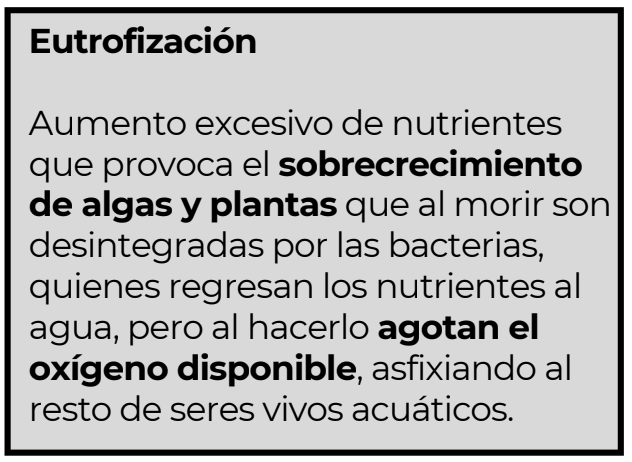 Eutrofización
Aumento excesivo de nutrientes
que provoca el sobrecrecimiento
de algas y plantas que al morir son
desintegradas por las bacterias,
quienes regresan los nutrientes al
agua, pero al hacerlo agotan el
oxígeno disponible, asfixiando al
resto de seres vivos acuáticos.